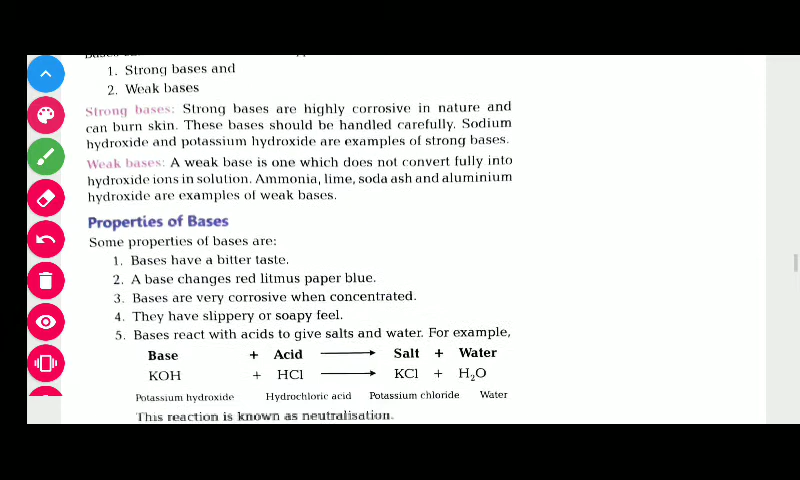 1. Strong bases and
2. Weak bases
Strong bases: Strong bases are highly corrosive in nature and
can burn skin. These bases should be handled carefully. Sodium
hydroxide and potassium hydroxide are examples of strong bases.
Weak bases: A weak base is one which does not convert fully into
hydroxide ions in solution. Ammonia, lime, soda ash and aluminium
hydroxide are examples of weak bases.
Properties of Bases
Some properties of bases are:
1. Bases have a bitter taste.
2. A base changes red litmus paper blue.
3. Bases are very corrosive when concentrated.
4. They have slippery or soapy feel.
5. Bases react with acids to give salts and water. For example,
Base + Acid ⟶ Salt + Water
KOH + HCl ⟶ KCl + H₂O
Potassium hydroxide Hydrochloric acid Potassium chloride Water
This reaction is known as neutralisation.